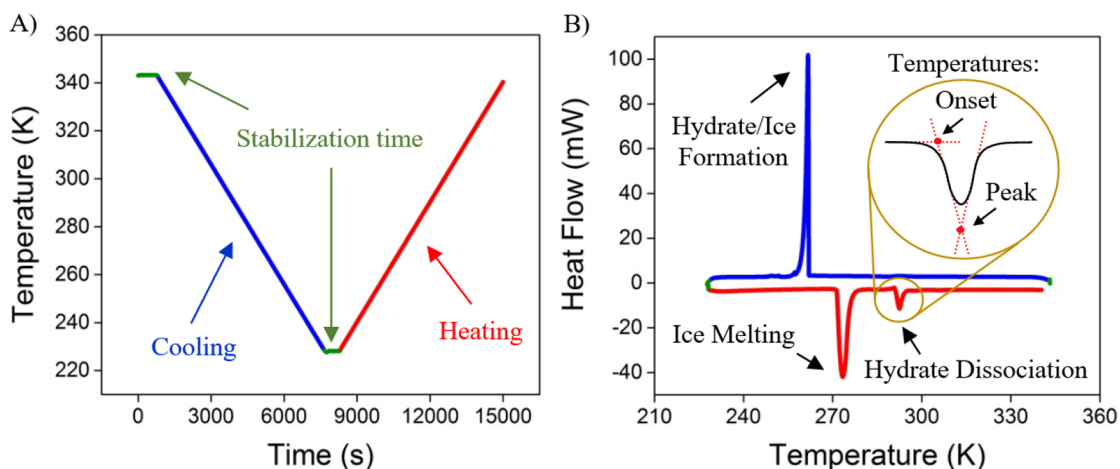 A)
360
340
320
300
280
260
240
220
Temperature (K)
0
3000
6000
9000
12000
15000
Time (s)
Stabilization time
Cooling
Heating
B)
100
80
60
40
20
0
-20
-40
Heat Flow (mW)
210
240
270
300
330
360
Temperature (K)
Hydrate/Ice
Formation
Temperatures:
Onset
Peak
Ice Melting
Hydrate Dissociation